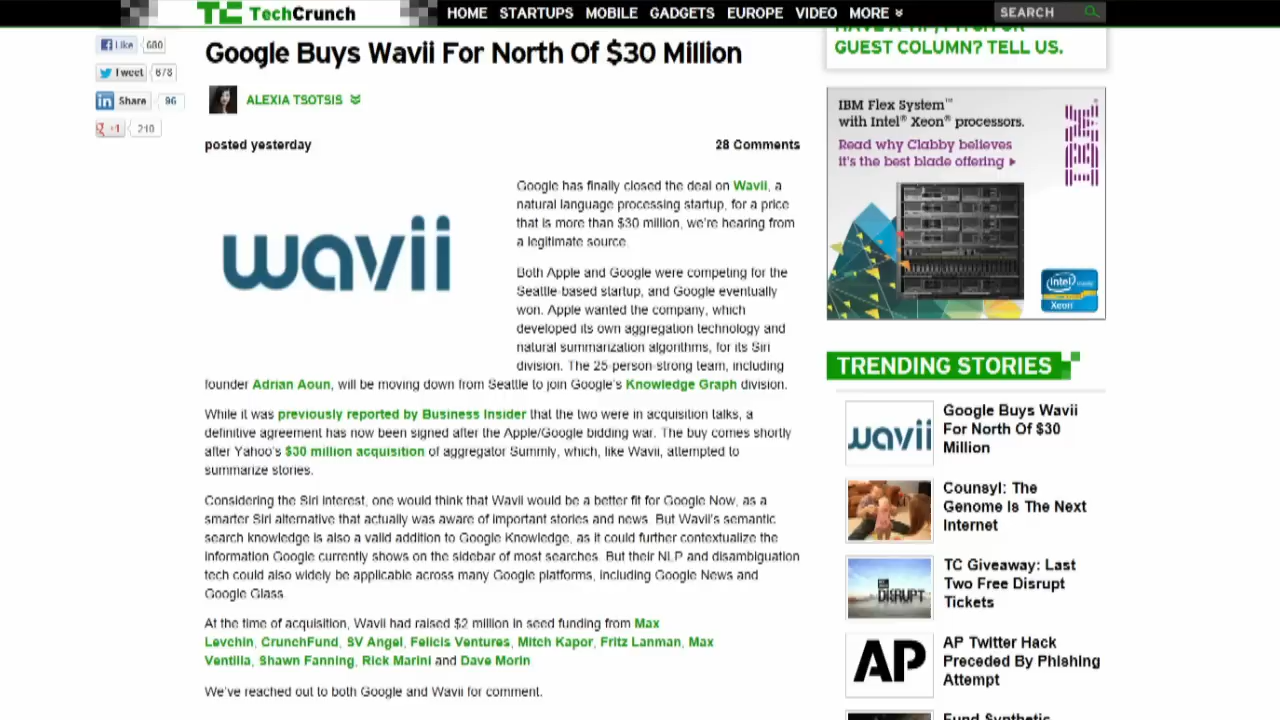 TechCrunch
HOME STARTUPS MOBILE GADGETS EUROPE VIDEO MORE
SEARCH
Like 680
Tweet 678
in Share 96
+1 210
Google Buys Wavii For North Of $30 Million
ALEXIA TSOTSIS
posted yesterday
28 Comments
wavii
Google has finally closed the deal on Wavii, a
natural language processing startup, for a price
that is more than $30 million, we're hearing from
a legitimate source.
Both Apple and Google were competing for the
Seattle-based startup, and Google eventually
won. Apple wanted the company, which
developed its own aggregation technology and
natural summarization algorithms, for its Siri
division. The 25-person-strong team, including
founder Adrian Aoun, will be moving down from Seattle to join Google's Knowledge Graph division.
While it was previously reported by Business Insider that the two were in acquisition talks, a
definitive agreement has now been signed after the Apple/Google bidding war. The buy comes shortly
after Yahoo's $30 million acquisition of aggregator Summly, which, like Wavii, attempted to
summarize stories.
Considering the Siri interest, one would think that Wavii would be a better fit for Google Now, as a
smarter Siri alternative that actually was aware of important stories and news. But Wavii's semantic
search knowledge is also a valid addition to Google Knowledge, as it could further contextualize the
information Google currently shows on the sidebar of most searches. But their NLP and disambiguation
tech could also widely be applicable across many Google platforms, including Google News and
Google Glass.
At the time of acquisition, Wavii had raised $2 million in seed funding from Max
Levchin, CrunchFund, SV Angel, Felicis Ventures, Mitch Kapor, Fritz Lanman, Max
Ventilla, Shawn Fanning, Rick Marini and Dave Morin
We've reached out to both Google and Wavii for comment.
HAVE A TIP, PITCH OR
GUEST COLUMN? TELL US.
IBM Flex System™
with Intel® Xeon® processors.
Read why Clabby believes
it's the best blade offering
IBM
intel
Xeon
TRENDING STORIES
wavii
Google Buys Wavii
For North Of $30
Million
Counsyl: The
Genome Is The Next
Internet
DISRUPT
TC Giveaway: Last
Two Free Disrupt
Tickets
AP
AP Twitter Hack
Preceded By Phishing
Attempt
Fund Synthetic